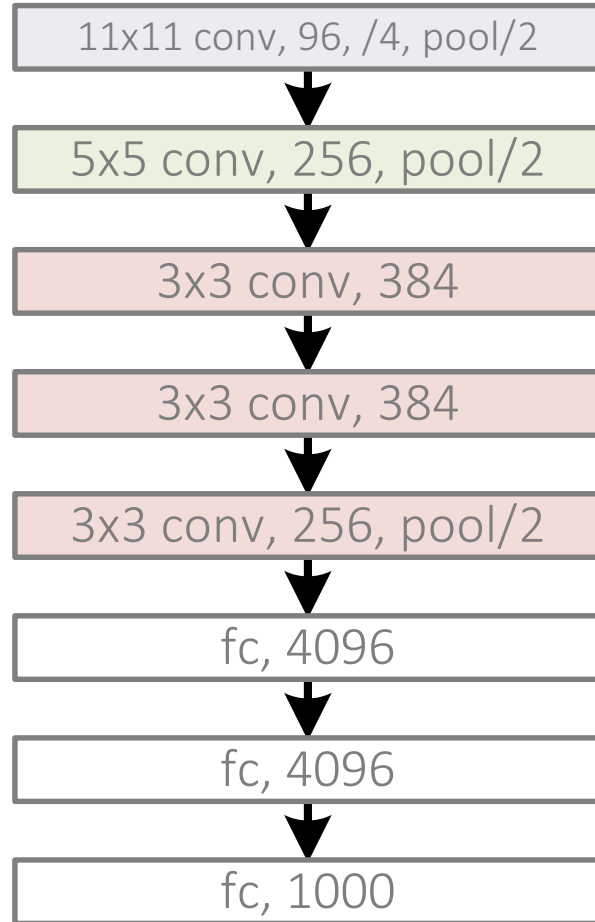 11x11 conv, 96, /4, pool/2
5x5 conv, 256, pool/2
3x3 conv, 384
3x3 conv, 384
3x3 conv, 256, pool/2
fc, 4096
fc, 4096
fc, 1000